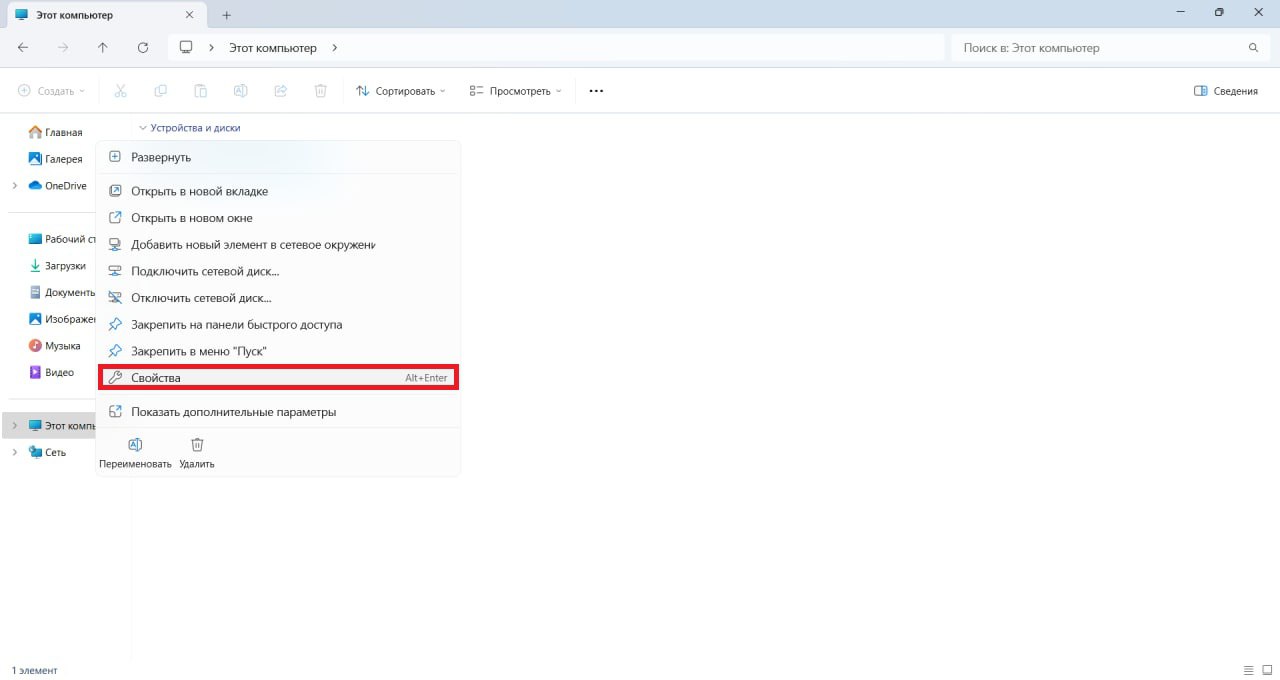 Этот компьютер
Этот компьютер
Поиск в: Этот компьютер
Создать
Сортировать
Просмотреть
Сведения
Главная
Галерея
OneDrive
Рабочий ст
Загрузки
Документы
Изображен
Музыка
Видео
Этот компь
Сеть
Устройства и диски
Развернуть
Открыть в новой вкладке
Открыть в новом окне
Добавить новый элемент в сетевое окружени
Подключить сетевой диск...
Отключить сетевой диск...
Закрепить на панели быстрого доступа
Закрепить в меню "Пуск"
Свойства Alt+Enter
Показать дополнительные параметры
Переименовать Удалить
1 элемент